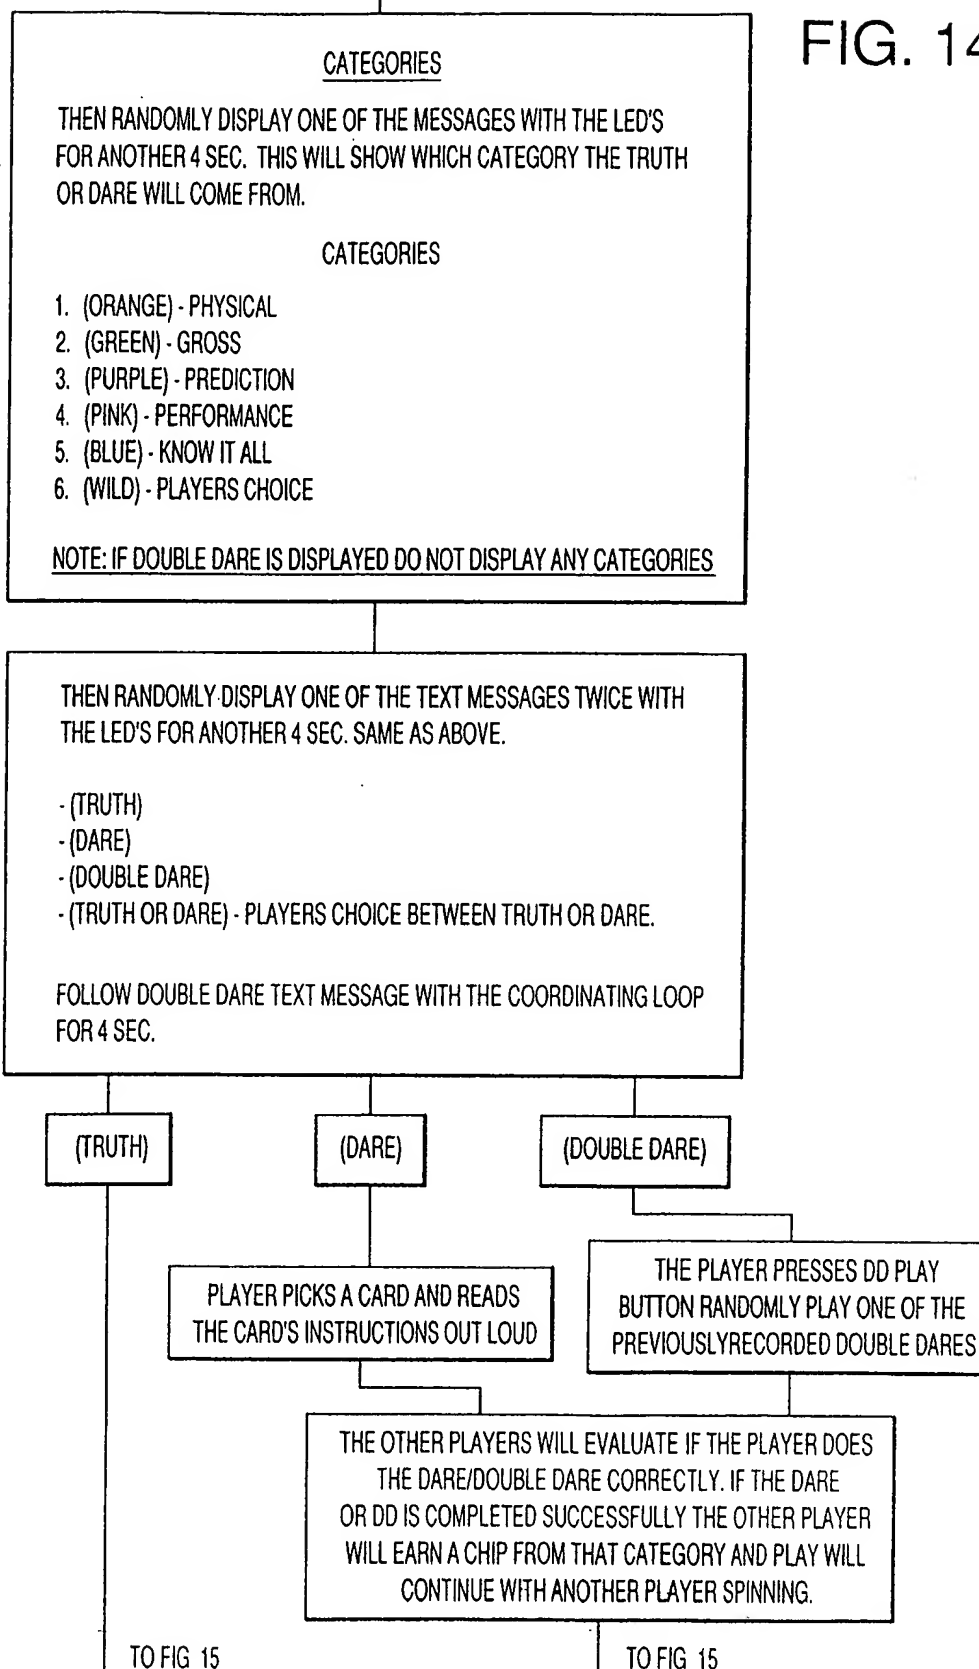 FIG. 14
CATEGORIES
THEN RANDOMLY DISPLAY ONE OF THE MESSAGES WITH THE LED'S
FOR ANOTHER 4 SEC. THIS WILL SHOW WHICH CATEGORY THE TRUTH
OR DARE WILL COME FROM.
CATEGORIES
1. (ORANGE) - PHYSICAL
2. (GREEN) - GROSS
3. (PURPLE) - PREDICTION
4. (PINK) - PERFORMANCE
5. (BLUE) - KNOW IT ALL
6. (WILD) - PLAYERS CHOICE
NOTE: IF DOUBLE DARE IS DISPLAYED DO NOT DISPLAY ANY CATEGORIES
THEN RANDOMLY DISPLAY ONE OF THE TEXT MESSAGES TWICE WITH
THE LED'S FOR ANOTHER 4 SEC. SAME AS ABOVE.
- (TRUTH)
- (DARE)
- (DOUBLE DARE)
- (TRUTH OR DARE) - PLAYERS CHOICE BETWEEN TRUTH OR DARE.
FOLLOW DOUBLE DARE TEXT MESSAGE WITH THE COORDINATING LOOP
FOR 4 SEC.
(TRUTH)
(DARE)
(DOUBLE DARE)
PLAYER PICKS A CARD AND READS
THE CARD'S INSTRUCTIONS OUT LOUD
THE PLAYER PRESSES DD PLAY
BUTTON RANDOMLY PLAY ONE OF THE
PREVIOUSLYRECORDED DOUBLE DARES
THE OTHER PLAYERS WILL EVALUATE IF THE PLAYER DOES
THE DARE/DOUBLE DARE CORRECTLY. IF THE DARE
OR DD IS COMPLETED SUCCESSFULLY THE OTHER PLAYER
WILL EARN A CHIP FROM THAT CATEGORY AND PLAY WILL
CONTINUE WITH ANOTHER PLAYER SPINNING.
TO FIG 15
TO FIG 15